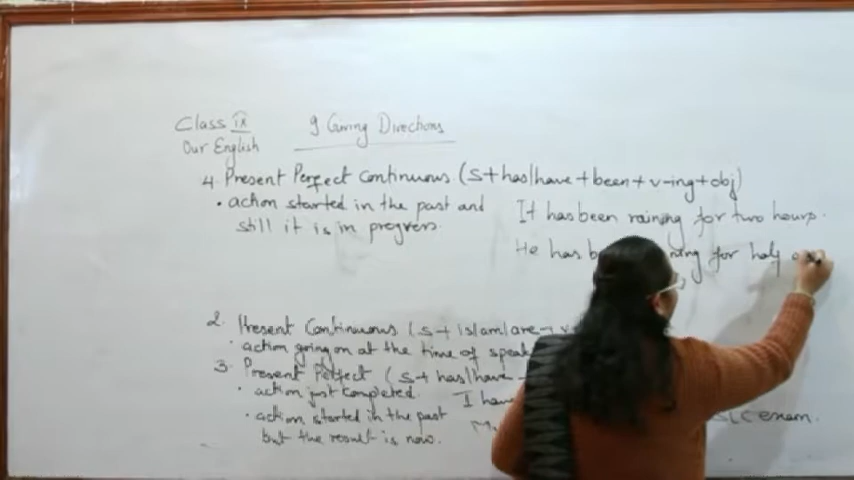 Class IX
Our English
9 Giving Directions
4. Present Perfect Continuous (S+has/have+been+v-ing+obj)
• action started in the past and
still it is in progress.
It has been raining for two hours.
He has ning for half
2. Present Continuous (S+is/am/are+v
• action going on at the time of speak
3. Present Perfect (S+has/have
• action just completed. I have
• action started in the past
but the result is now.
SLC exam.